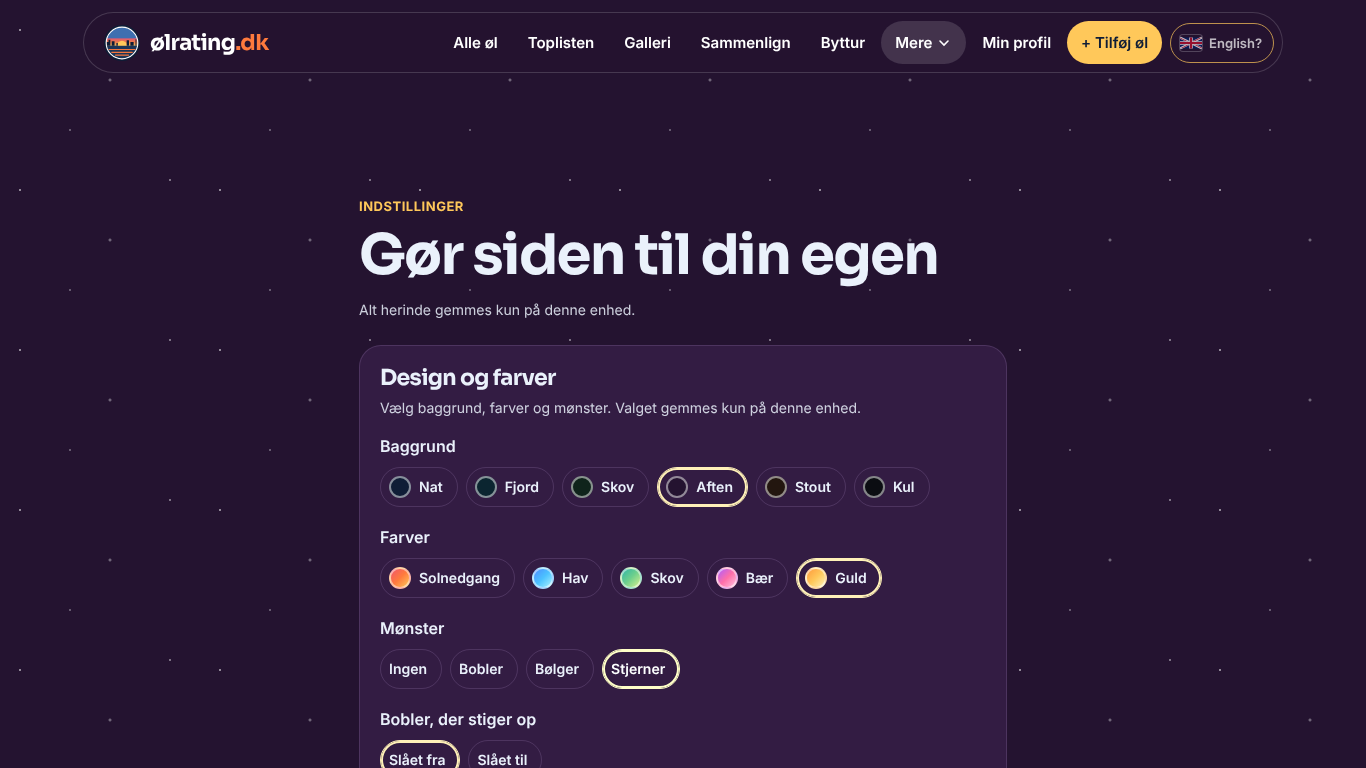 ølrating.dk
Alle øl Toplisten Galleri Sammenlign Byttur Mere Min profil + Tilføj øl English?
INDSTILLINGER
Gør siden til din egen
Alt herinde gemmes kun på denne enhed.
Design og farver
Vælg baggrund, farver og mønster. Valget gemmes kun på denne enhed.
Baggrund
Nat Fjord Skov Aften Stout Kul
Farver
Solnedgang Hav Skov Bær Guld
Mønster
Ingen Bobler Bølger Stjerner
Bobler, der stiger op
Slået fra Slået til